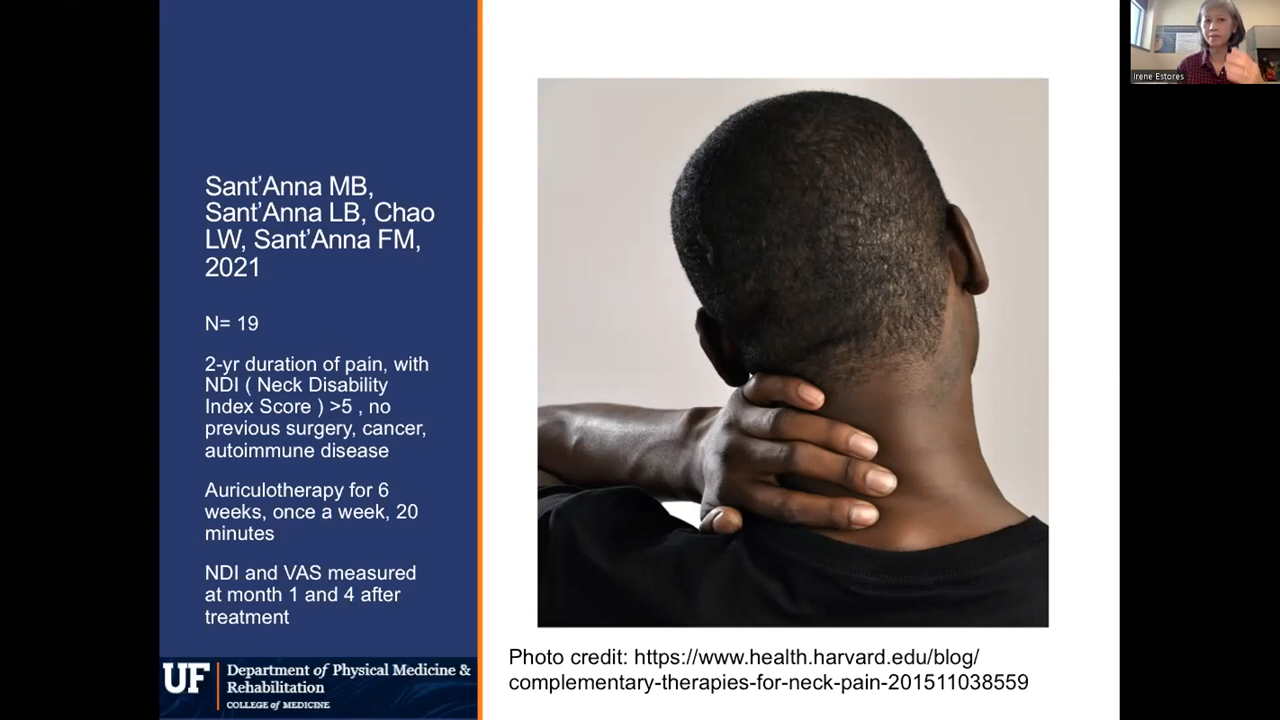 Sant’Anna MB,
Sant’Anna LB, Chao
LW, Sant’Anna FM,
2021
N= 19
2-yr duration of pain, with
NDI ( Neck Disability
Index Score ) >5 , no
previous surgery, cancer,
autoimmune disease
Auriculotherapy for 6
weeks, once a week, 20
minutes
NDI and VAS measured
at month 1 and 4 after
treatment
UF
Department of Physical Medicine &
Rehabilitation
COLLEGE of MEDICINE
Photo credit: https://www.health.harvard.edu/blog/
complementary-therapies-for-neck-pain-201511038559
Irene Estores